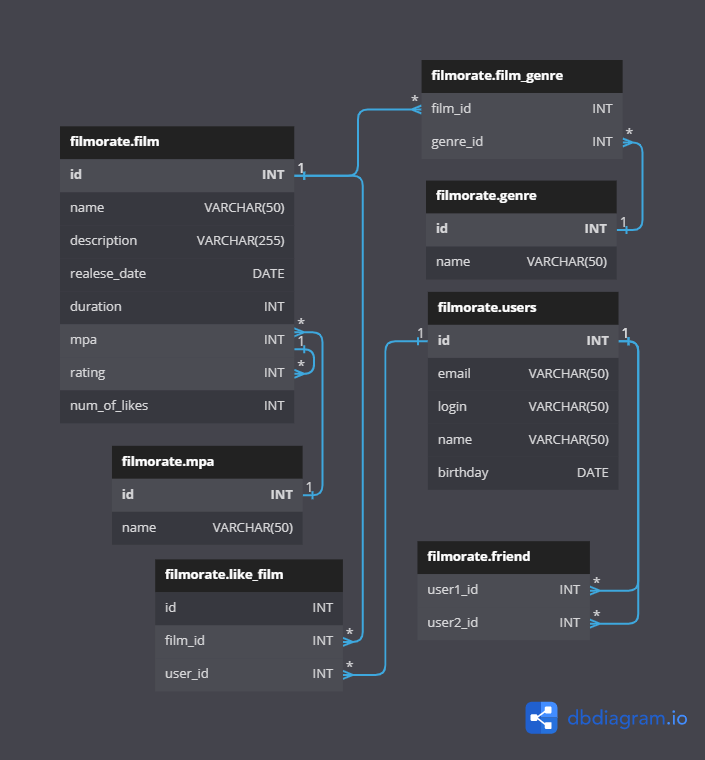 filmorate.film
id INT 1
name VARCHAR(50)
description VARCHAR(255)
realese_date DATE
duration INT
mpa INT * 1
rating INT *
num_of_likes INT
filmorate.film_genre
* film_id INT
genre_id INT *
filmorate.genre
id INT 1
name VARCHAR(50)
filmorate.users
1 id INT 1
email VARCHAR(50)
login VARCHAR(50)
name VARCHAR(50)
birthday DATE
filmorate.mpa
id INT 1
name VARCHAR(50)
filmorate.like_film
id INT
film_id INT *
user_id INT *
filmorate.friend
user1_id INT *
user2_id INT *
dbdiagram.io